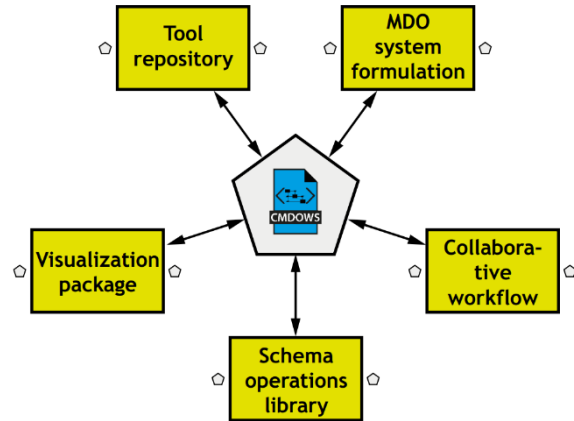 Tool
repository
MDO
system
formulation
CMDOWS
Visualization
package
Collabora-
tive
workflow
Schema
operations
library